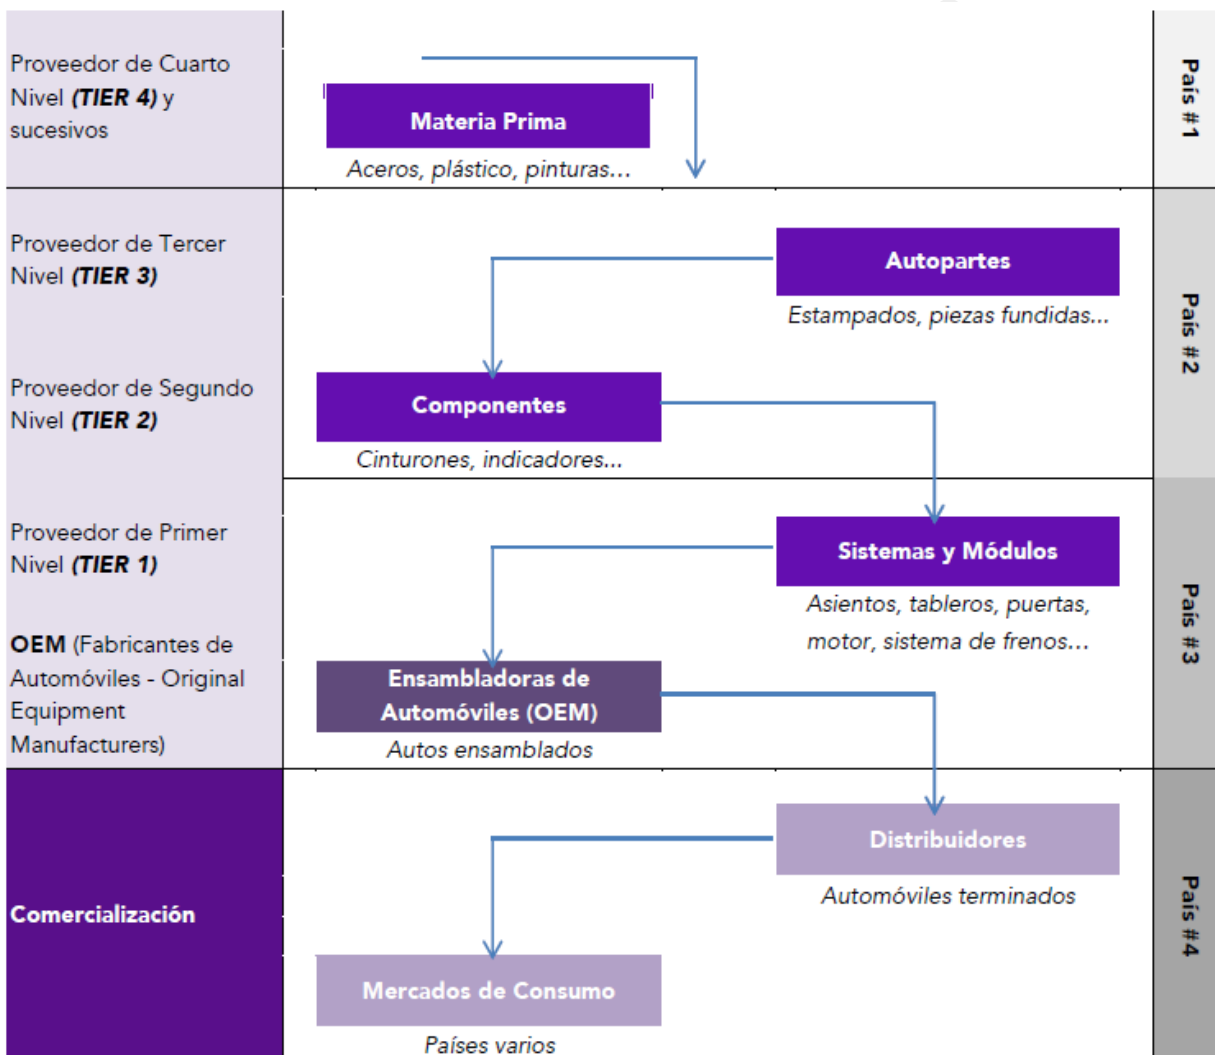 Proveedor de Cuarto
Nivel (TIER 4) y
sucesivos
Materia Prima
Aceros, plástico, pinturas...
País #1
Proveedor de Tercer
Nivel (TIER 3)
Autopartes
Estampados, piezas fundidas...
País #2
Proveedor de Segundo
Nivel (TIER 2)
Componentes
Cinturones, indicadores...
Proveedor de Primer
Nivel (TIER 1)
Sistemas y Módulos
Asientos, tableros, puertas,
motor, sistema de frenos...
País #3
OEM (Fabricantes de
Automóviles - Original
Equipment
Manufacturers)
Ensambladoras de
Automóviles (OEM)
Autos ensamblados
Comercialización
Distribuidores
Automóviles terminados
País #4
Mercados de Consumo
Países varios